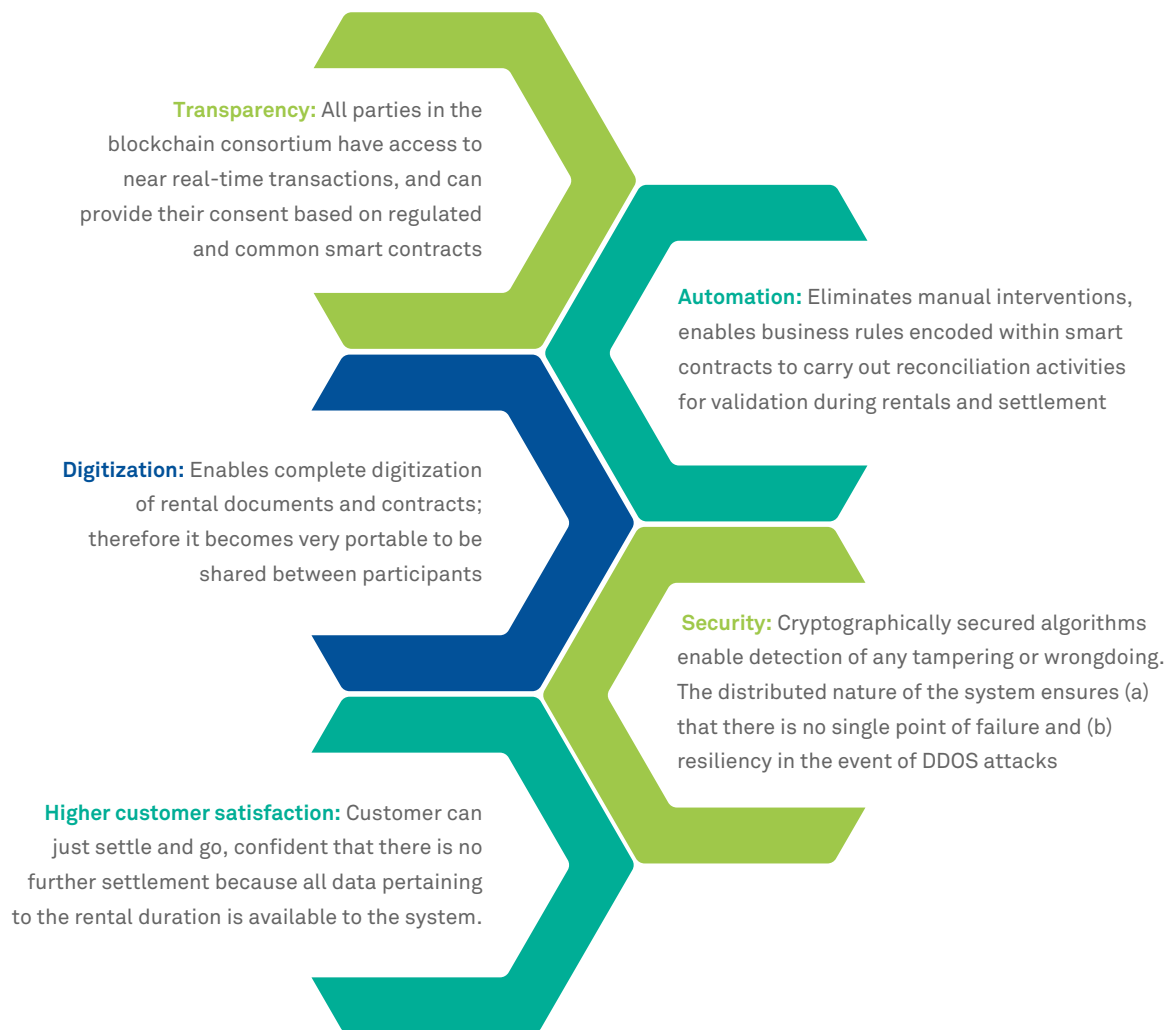 Transparency: All parties in the
blockchain consortium have access to
near real-time transactions, and can
provide their consent based on regulated
and common smart contracts
Automation: Eliminates manual interventions,
enables business rules encoded within smart
contracts to carry out reconciliation activities
for validation during rentals and settlement
Digitization: Enables complete digitization
of rental documents and contracts;
therefore it becomes very portable to be
shared between participants
Security: Cryptographically secured algorithms
enable detection of any tampering or wrongdoing.
The distributed nature of the system ensures (a)
that there is no single point of failure and (b)
resiliency in the event of DDOS attacks
Higher customer satisfaction: Customer can
just settle and go, confident that there is no
further settlement because all data pertaining
to the rental duration is available to the system.